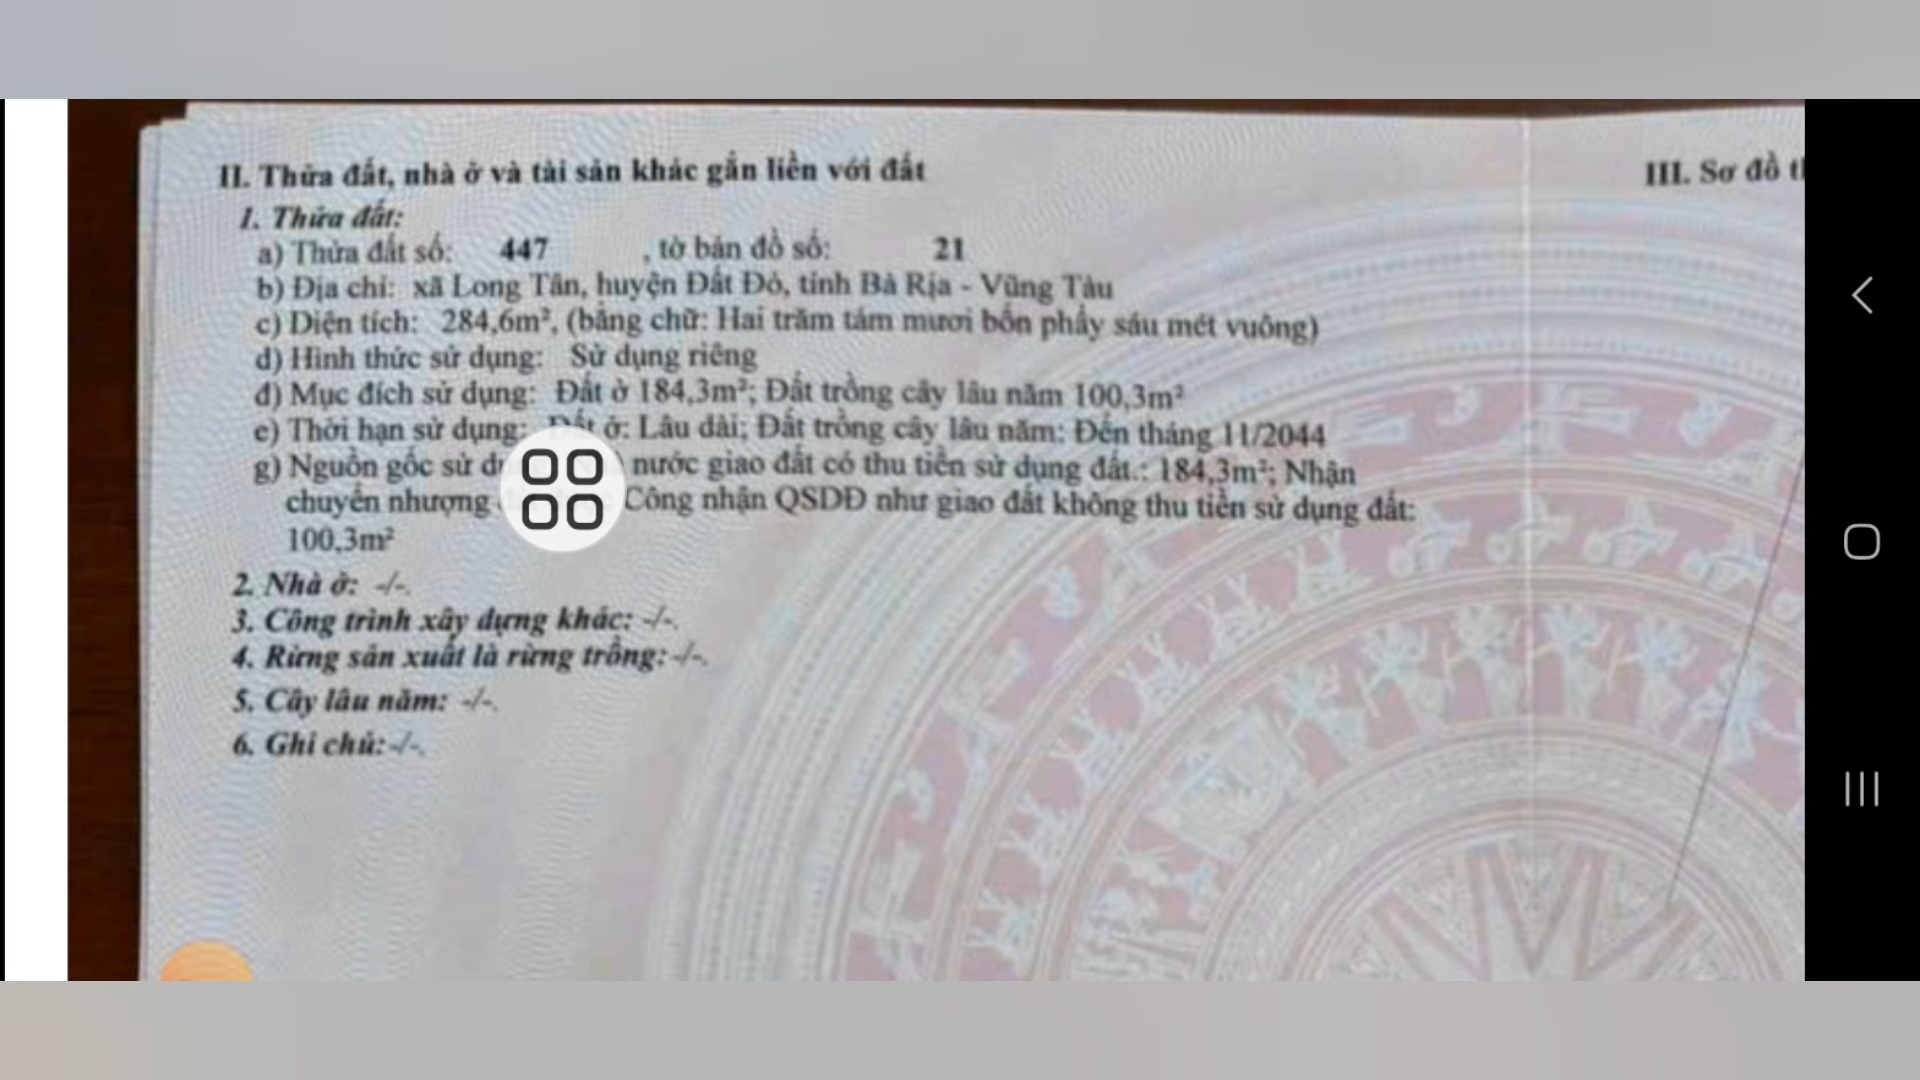 II. Thửa đất, nhà ở và tài sản khác gắn liền với đất
III. Sơ đồ
1. Thửa đất:
a) Thửa đất số: 447 , tờ bản đồ số: 21
b) Địa chỉ: xã Long Tân, huyện Đất Đỏ, tỉnh Bà Rịa - Vũng Tàu
c) Diện tích: 284,6m², (bằng chữ: Hai trăm tám mươi bốn phẩy sáu mét vuông)
d) Hình thức sử dụng: Sử dụng riêng
đ) Mục đích sử dụng: Đất ở 184,3m²; Đất trồng cây lâu năm 100,3m²
e) Thời hạn sử dụng: Đất ở: Lâu dài; Đất trồng cây lâu năm: Đến tháng 11/2044
g) Nguồn gốc sử nước giao đất có thu tiền sử dụng đất.: 184,3m²; Nhận
chuyển nhượng Công nhận QSDĐ như giao đất không thu tiền sử dụng đất:
100,3m²
2. Nhà ở: -/-.
3. Công trình xây dựng khác: -/-.
4. Rừng sản xuất là rừng trồng: -/-.
5. Cây lâu năm: -/-.
6. Ghi chú: -/-.